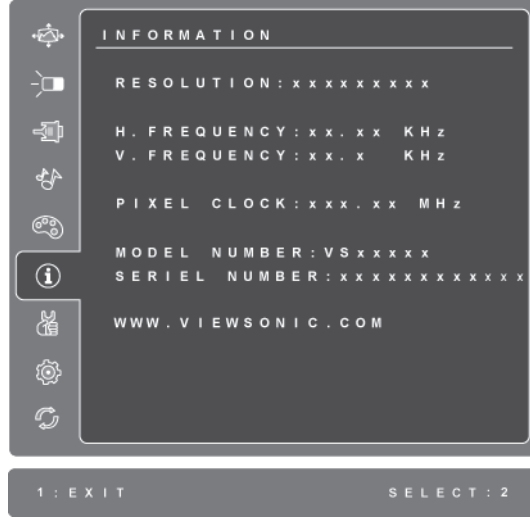 INFORMATION
RESOLUTION:xxxxxxxxx
H. FREQUENCY:xx.xx KHz
V. FREQUENCY:xx.x KHz
PIXEL CLOCK:xxx.xx MHz
MODEL NUMBER:VSxxxxx
SERIEL NUMBER:xxxxxxxxxxxx
WWW.VIEWSONIC.COM
1:EXIT SELECT:2